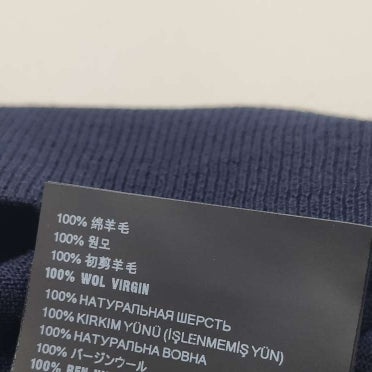 100% 绵羊毛
100% 원모
100% 初剪羊毛
100% WOL VIRGIN
100% НАТУРАЛЬНАЯ ШЕРСТЬ
100% KIRKIM YÜNÜ (İŞLENMEMİŞ YÜN)
100% НАТУРАЛЬНА ВОВНА
100% バージンウール
100%